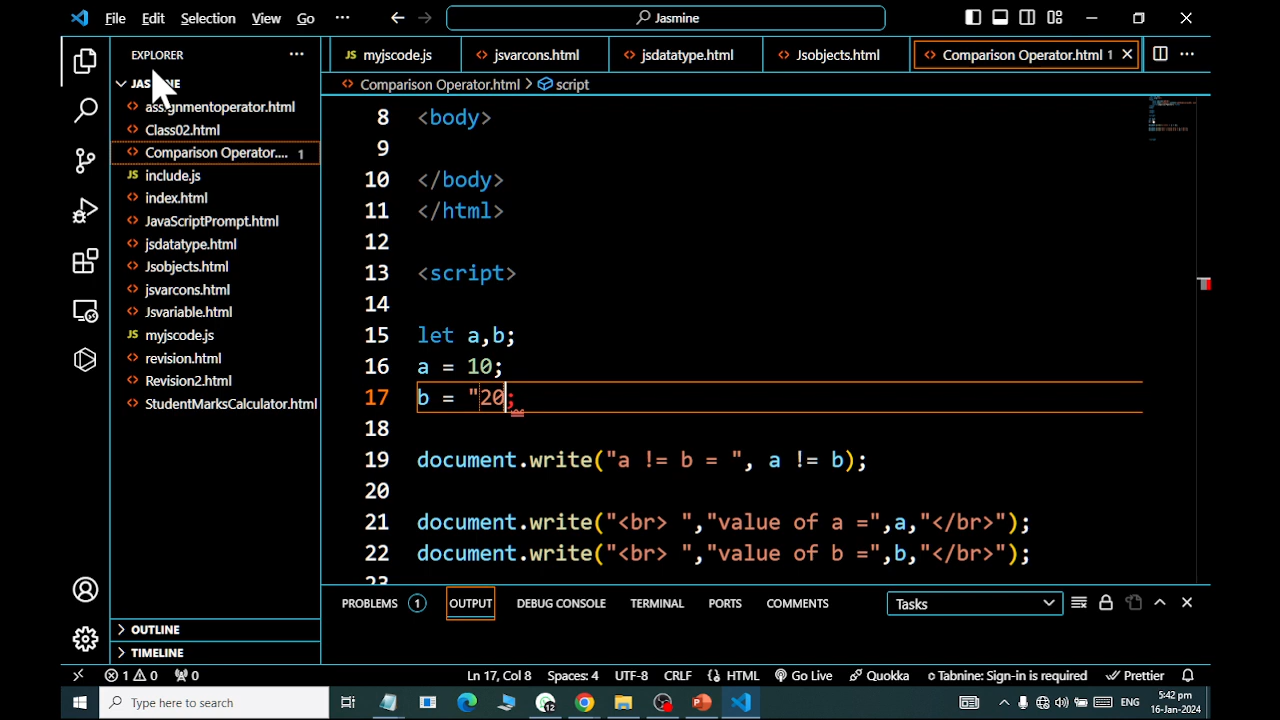 File Edit Selection View Go ··· Jasmine
EXPLORER ···
JS myjscode.js <> jsvarcons.html <> jsdatatype.html <> Jsobjects.html <> Comparison Operator.html 1
<> Comparison Operator.html > script
<> assignmentoperator.html
<> Class02.html
<> Comparison Operator.... 1
JS include.js
<> index.html
<> JavaScriptPrompt.html
<> jsdatatype.html
<> Jsobjects.html
<> jsvarcons.html
<> Jsvariable.html
JS myjscode.js
<> revision.html
<> Revision2.html
<> StudentMarksCalculator.html
OUTLINE
TIMELINE
8 <body>
9
10 </body>
11 </html>
12
13 <script>
14
15 let a,b;
16 a = 10;
17 b = "20;
18
19 document.write("a != b = ", a != b);
20
21 document.write("<br> ","value of a =",a,"</br>");
22 document.write("<br> ","value of b =",b,"</br>");
23
PROBLEMS 1 OUTPUT DEBUG CONSOLE TERMINAL PORTS COMMENTS Tasks
1 0 0 Ln 17, Col 8 Spaces: 4 UTF-8 CRLF HTML Go Live Quokka Tabnine: Sign-in is required Prettier
Type here to search 12 ENG 5:42 pm
16-Jan-2024